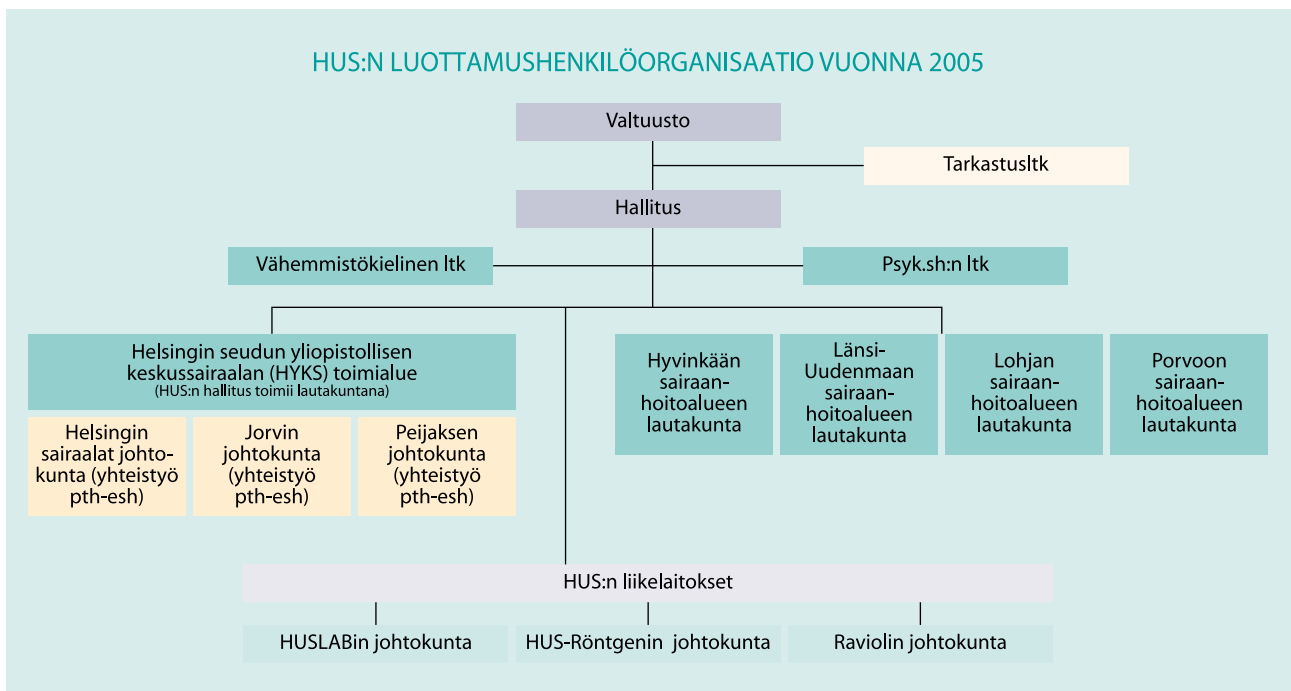 HUS:N LUOTTAMUSHENKILÖORGANISAATIO VUONNA 2005
Valtuusto
Tarkastusltk
Hallitus
Vähemmistökielinen ltk
Psyk.sh:n ltk
Helsingin seudun yliopistollisen
keskussairaalan (HYKS) toimialue
(HUS:n hallitus toimii lautakuntana)
Helsingin
sairaalat johto-
kunta (yhteistyö
pth-esh)
Jorvin
johtokunta
(yhteistyö
pth-esh)
Peijaksen
johtokunta
(yhteistyö
pth-esh)
Hyvinkään
sairaan-
hoitoalueen
lautakunta
Länsi-
Uudenmaan
sairaan-
hoitoalueen
lautakunta
Lohjan
sairaan-
hoitoalueen
lautakunta
Porvoon
sairaan-
hoitoalueen
lautakunta
HUS:n liikelaitokset
HUSLABin johtokunta
HUS-Röntgenin johtokunta
Raviolin johtokunta